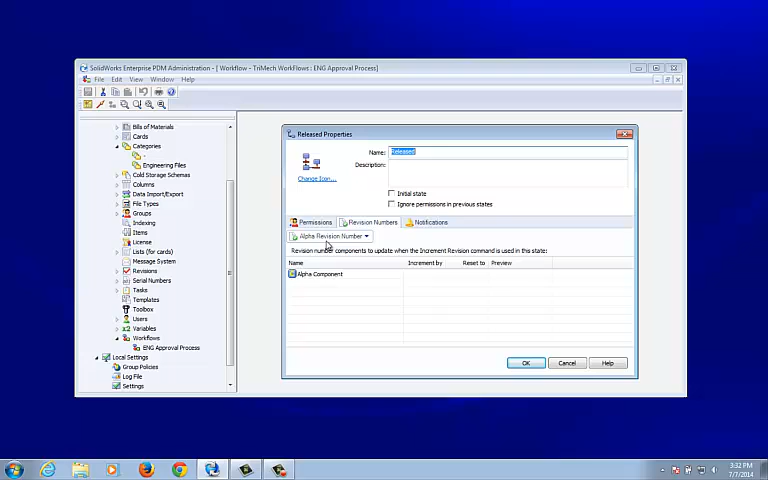 SolidWorks Enterprise PDM Administration - [ Workflow - TriMech WorkFlows : ENG Approval Process]
File Edit View Window Help
Bills of Materials
Cards
Categories
-
Engineering Files
Cold Storage Schemas
Columns
Data Import/Export
File Types
Groups
Indexing
Items
License
Lists (for cards)
Message System
Revisions
Serial Numbers
Tasks
Templates
Toolbox
Users
Variables
Workflows
ENG Approval Process
Local Settings
Group Policies
Log File
Settings
Released Properties
Name: Released
Description:
Change Icon...
Initial state
Ignore permissions in previous states
Permissions Revision Numbers Notifications
Alpha Revision Number
Revision number components to update when the Increment Revision command is used in this state:
Name Increment by Reset to Preview
Alpha Component
OK Cancel Help
3:32 PM
7/7/2014